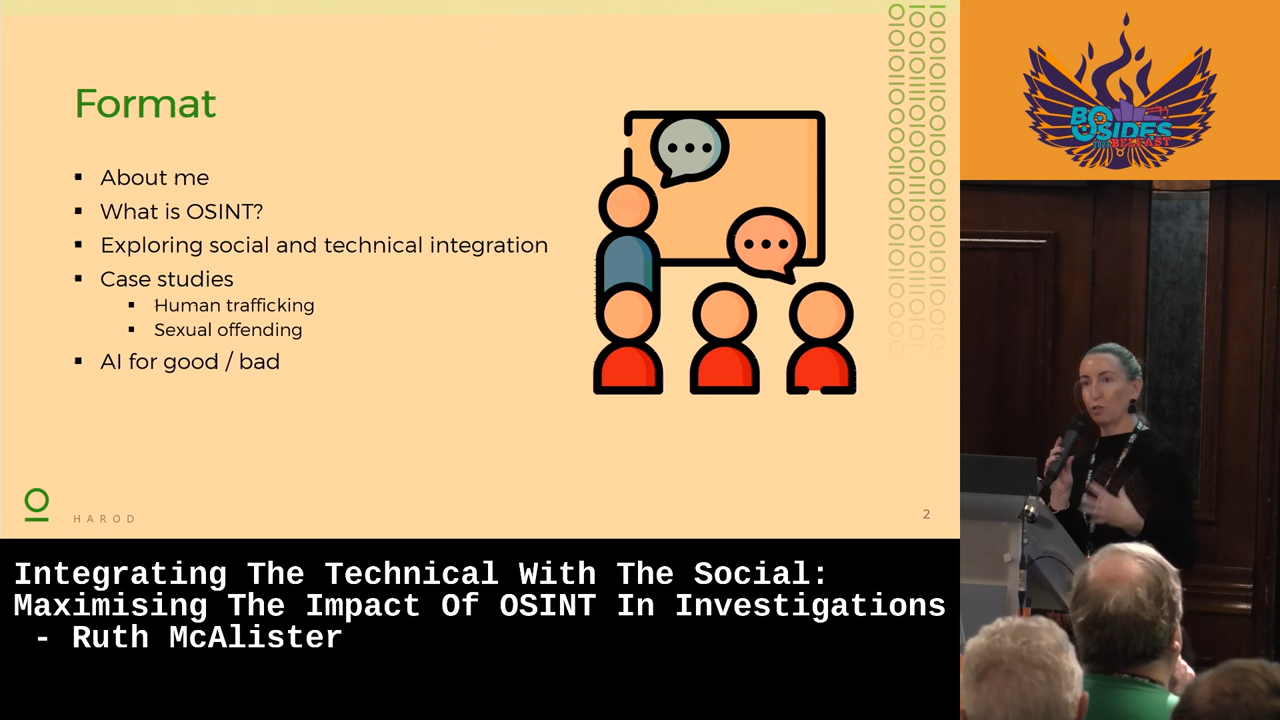 Format
▪ About me
▪ What is OSINT?
▪ Exploring social and technical integration
▪ Case studies
▪ Human trafficking
▪ Sexual offending
▪ AI for good / bad
HAROD
2
BSIDES
BELFAST
Integrating The Technical With The Social:
Maximising The Impact Of OSINT In Investigations
- Ruth McAlister